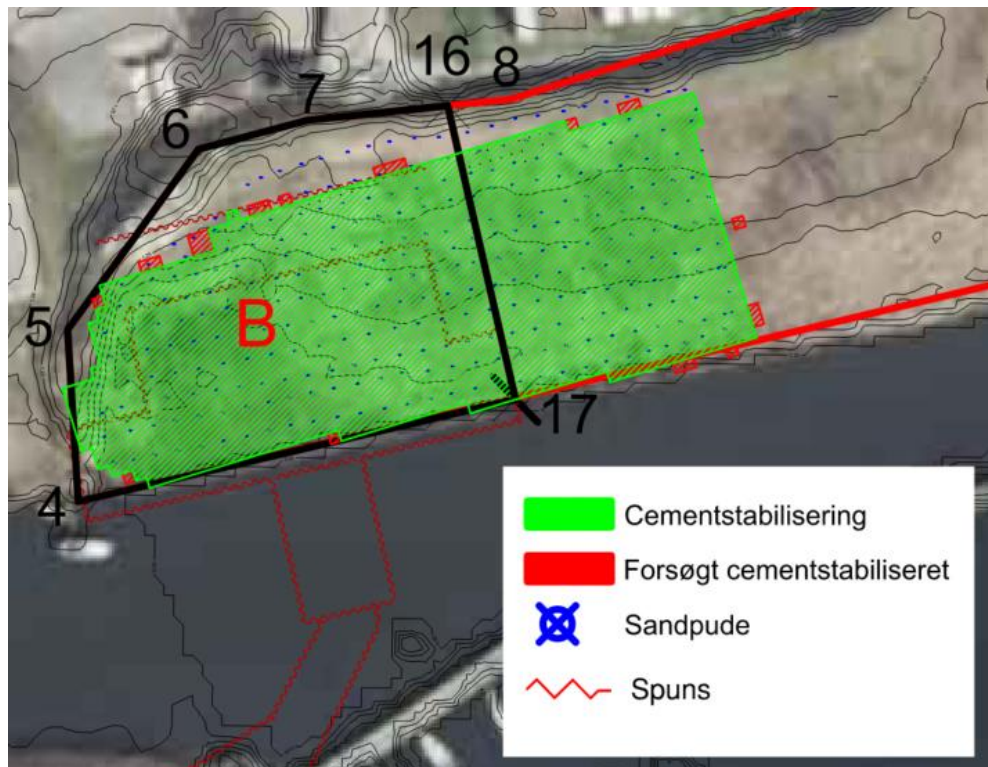 16
8
7
6
B
5
17
4
Cementstabilisering
Forsøgt cementstabiliseret
Sandpude
Spuns